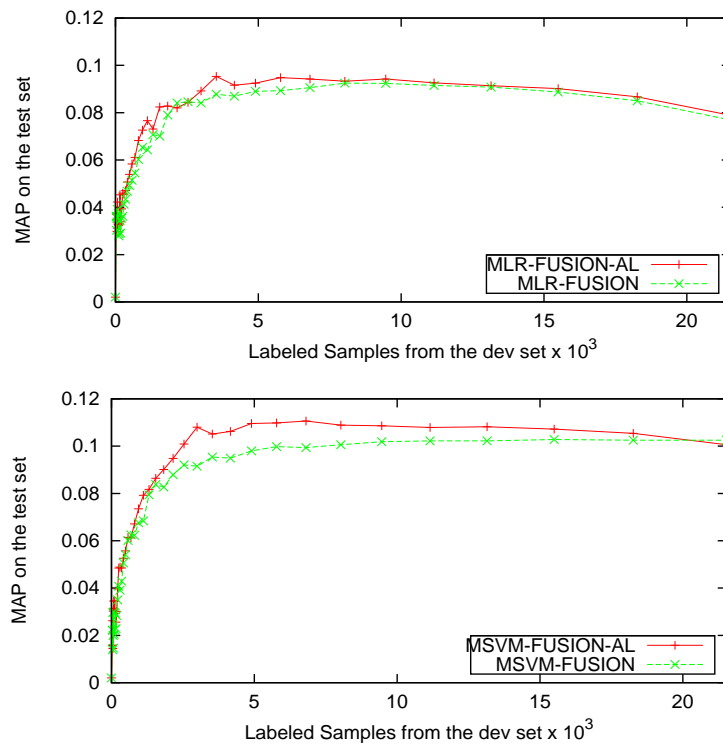 0.12
0.1
0.08
0.06
0.04
0.02
0
MAP on the test set
MLR-FUSION-AL
MLR-FUSION
0 5 10 15 20
Labeled Samples from the dev set x 10³
0.12
0.1
0.08
0.06
0.04
0.02
0
MAP on the test set
MSVM-FUSION-AL
MSVM-FUSION
0 5 10 15 20
Labeled Samples from the dev set x 10³